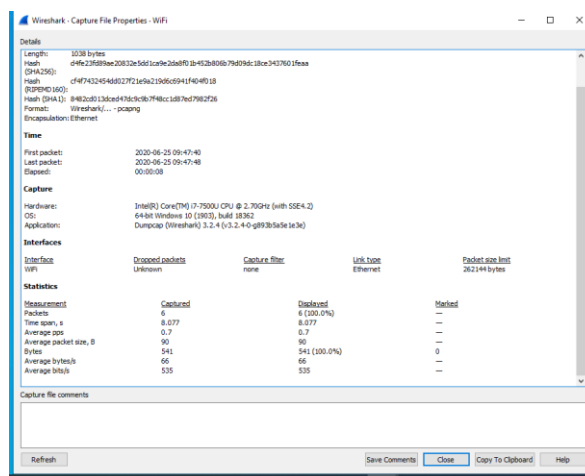 Wireshark - Capture File Properties - WiFi
Details
Length: 1038 bytes
Hash (SHA256): d4fe23fd89ae20832e5dd1ca9e2da8f01b452b806b79d09dc18ce3437601feaa
Hash (RIPEMD160): cf4f7432454dd027f21e9a219d6c6941f404f018
Hash (SHA1): 8482cd013dced47dc9c9b7f48cc1d87ed7982f26
Format: Wireshark/... - pcapng
Encapsulation: Ethernet
Time
First packet: 2020-06-25 09:47:40
Last packet: 2020-06-25 09:47:48
Elapsed: 00:00:08
Capture
Hardware: Intel(R) Core(TM) i7-7500U CPU @ 2.70GHz (with SSE4.2)
OS: 64-bit Windows 10 (1903), build 18362
Application: Dumpcap (Wireshark) 3.2.4 (v3.2.4-0-g893b5a5e1e3e)
Interfaces
Interface Dropped packets Capture filter Link type Packet size limit
WiFi Unknown none Ethernet 262144 bytes
Statistics
Measurement Captured Displayed Marked
Packets 6 6 (100.0%) —
Time span, s 8.077 8.077 —
Average pps 0.7 0.7 —
Average packet size, B 90 90 —
Bytes 541 541 (100.0%) 0
Average bytes/s 66 66 —
Average bits/s 535 535 —
Capture file comments
Refresh Save Comments Close Copy To Clipboard Help